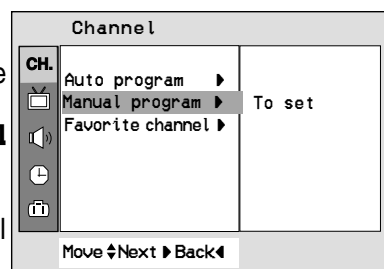 Channel
CH.
Auto program ▶
Manual program ▶
Favorite channel ▶
To set
Move ▲▼ Next ▶ Back ◀